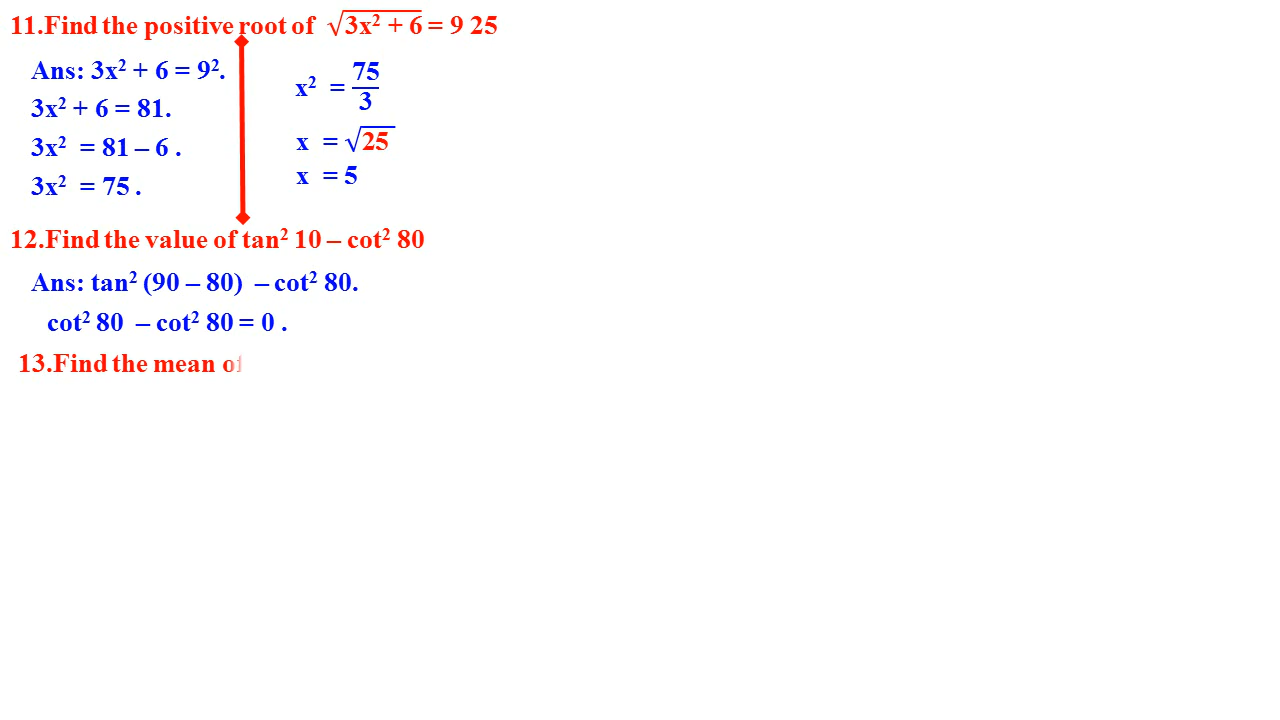 11.Find the positive root of √3x² + 6 = 9 25
Ans: 3x² + 6 = 9².
3x² + 6 = 81.
3x² = 81 – 6 .
3x² = 75 .
x² = 75/3
x = √25
x = 5
12.Find the value of tan² 10 – cot² 80
Ans: tan² (90 – 80) – cot² 80.
cot² 80 – cot² 80 = 0 .
13.Find the mean of